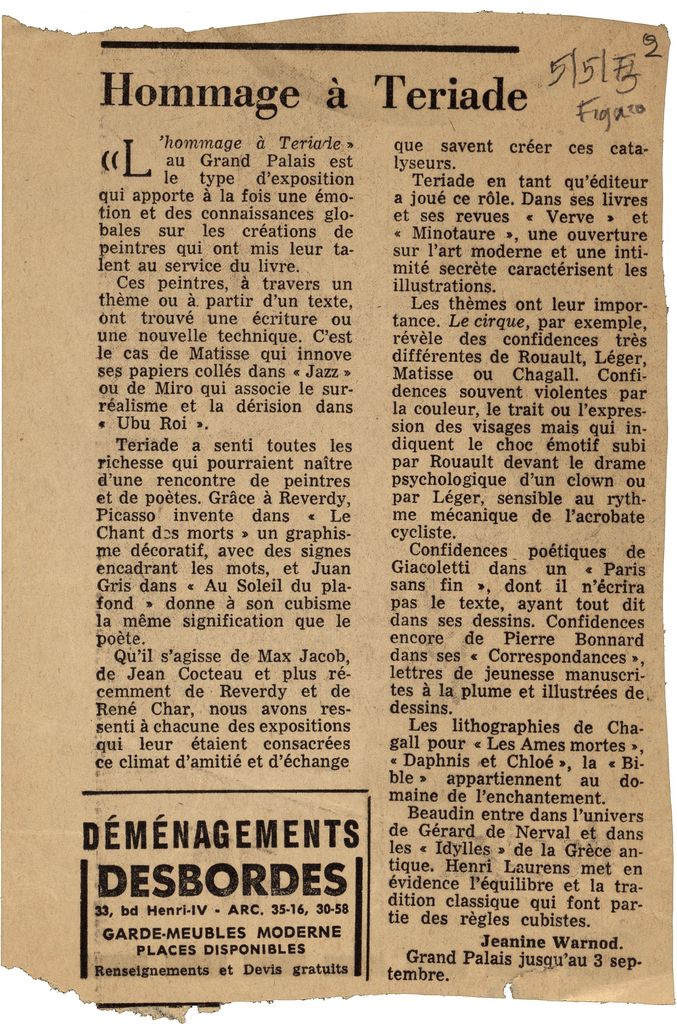 Hommage à Teriade
5/5/73
Figaro
« L'hommage à Teriade »
au Grand Palais est
le type d'exposition
qui apporte à la fois une émo-
tion et des connaissances glo-
bales sur les créations de
peintres qui ont mis leur ta-
lent au service du livre.
Ces peintres, à travers un
thème ou à partir d'un texte,
ont trouvé une écriture ou
une nouvelle technique. C'est
le cas de Matisse qui innove
ses papiers collés dans « Jazz »
ou de Miro qui associe le sur-
réalisme et la dérision dans
« Ubu Roi ».
Teriade a senti toutes les
richesse qui pourraient naître
d'une rencontre de peintres
et de poètes. Grâce à Reverdy,
Picasso invente dans « Le
Chant des morts » un graphis-
me décoratif, avec des signes
encadrant les mots, et Juan
Gris dans « Au Soleil du pla-
fond » donne à son cubisme
la même signification que le
poète.
Qu'il s'agisse de Max Jacob,
de Jean Cocteau et plus ré-
cemment de Reverdy et de
René Char, nous avons res-
senti à chacune des expositions
qui leur étaient consacrées
ce climat d'amitié et d'échange
que savent créer ces cata-
lyseurs.
Teriade en tant qu'éditeur
a joué ce rôle. Dans ses livres
et ses revues « Verve » et
« Minotaure », une ouverture
sur l'art moderne et une inti-
mité secrète caractérisent les
illustrations.
Les thèmes ont leur impor-
tance. Le cirque, par exemple,
révèle des confidences très
différentes de Rouault, Léger,
Matisse ou Chagall. Confi-
dences souvent violentes par
la couleur, le trait ou l'expres-
sion des visages mais qui in-
diquent le choc émotif subi
par Rouault devant le drame
psychologique d'un clown ou
par Léger, sensible au ryth-
me mécanique de l'acrobate
cycliste.
Confidences poétiques de
Giacoletti dans un « Paris
sans fin », dont il n'écrira
pas le texte, ayant tout dit
dans ses dessins. Confidences
encore de Pierre Bonnard
dans ses « Correspondances »,
lettres de jeunesse manuscri-
tes à la plume et illustrées de
dessins.
Les lithographies de Cha-
gall pour « Les Ames mortes »,
« Daphnis et Chloé », la « Bi-
ble » appartiennent au do-
maine de l'enchantement.
Beaudin entre dans l'univers
de Gérard de Nerval et dans
les « Idylles » de la Grèce an-
tique. Henri Laurens met en
évidence l'équilibre et la tra-
dition classique qui font par-
tie des règles cubistes.
Jeanine Warnod.
Grand Palais jusqu'au 3 sep-
tembre.
DÉMÉNAGEMENTS
DESBORDES
33, bd Henri-IV - ARC. 35-16, 30-58
GARDE-MEUBLES MODERNE
PLACES DISPONIBLES
Renseignements et Devis gratuits